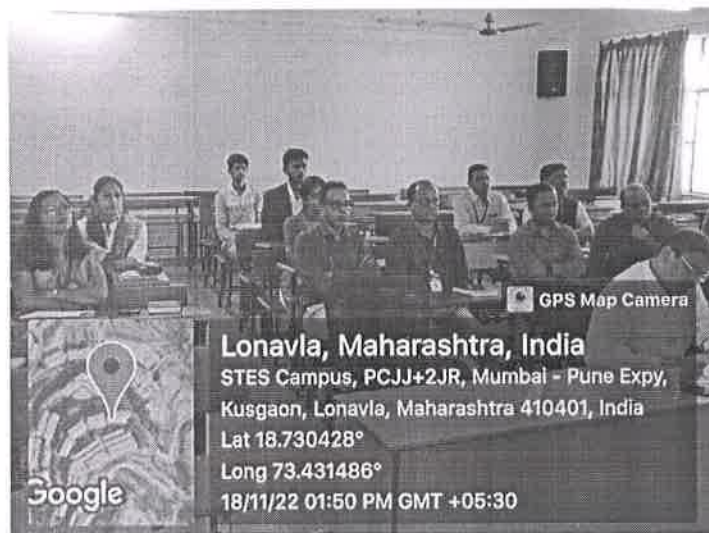 GPS Map Camera
Lonavla, Maharashtra, India
STES Campus, PCJJ+2JR, Mumbai - Pune Expy,
Kusgaon, Lonavla, Maharashtra 410401, India
Lat 18.730428°
Long 73.431486°
18/11/22 01:50 PM GMT +05:30
Google